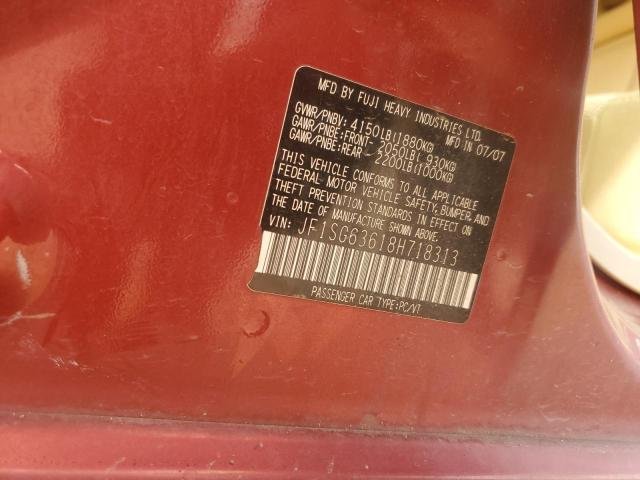 MFD BY FUJI HEAVY INDUSTRIES LTD.
GVWR/PNBV: 4150LB(1880KG) MFD IN 07/07
GAWR/PNBE:FRONT- 2050LB( 930KG)
GAWR/PNBE:REAR - 2200LB(1000KG)
THIS VEHICLE CONFORMS TO ALL APPLICABLE
FEDERAL MOTOR VEHICLE SAFETY, BUMPER AND
THEFT PREVENTION STANDARDS IN EFFECT ON
THE DATE OF MANUFACTURE SHOWN ABOVE.
VIN: JF1SG63618H718313
PASSENGER CAR TYPE:PC/VT